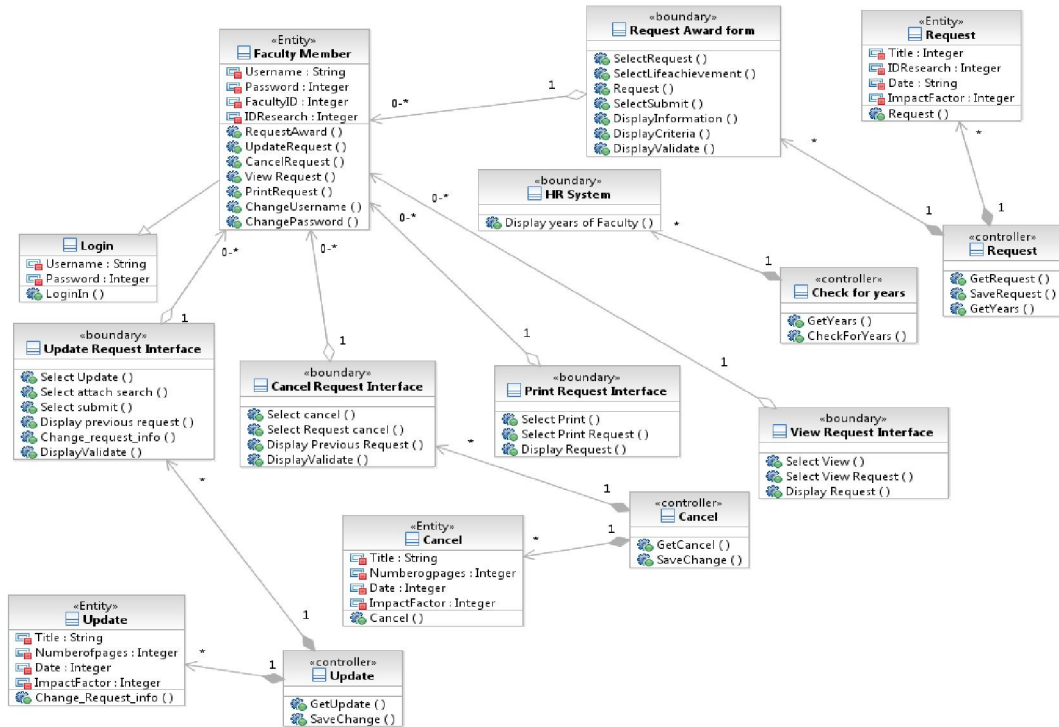 «Entity»
Faculty Member
Username : String
Password : Integer
FacultyID : Integer
IDResearch : Integer
RequestAward ( )
UpdateRequest ( )
CancelRequest ( )
View Request ( )
PrintRequest ( )
ChangeUsername ( )
ChangePassword ( )
«boundary»
Request Award form
SelectRequest ( )
SelectLifeachievement ( )
Request ( )
SelectSubmit ( )
DisplayInformation ( )
DisplayCriteria ( )
DisplayValidate ( )
«Entity»
Request
Title : Integer
IDResearch : Integer
Date : String
ImpactFactor : Integer
Request ( )
1
0-*
*
*
«boundary»
HR System
Display years of Faculty ( )
0-*
0-*
*
1
1
1
«controller»
Request
GetRequest ( )
SaveRequest ( )
GetYears ( )
Login
Username : String
Password : Integer
LoginIn ( )
0-*
0-*
«controller»
Check for years
GetYears ( )
CheckForYears ( )
1
1
1
1
«boundary»
Update Request Interface
Select Update ( )
Select attach search ( )
Select submit ( )
Display previous request ( )
Change_request_info ( )
DisplayValidate ( )
«boundary»
Cancel Request Interface
Select cancel ( )
Select Request cancel ( )
Display Previous Request ( )
DisplayValidate ( )
«boundary»
Print Request Interface
Select Print ( )
Select Print Request ( )
Display Request ( )
«boundary»
View Request Interface
Select View ( )
Select View Request ( )
Display Request ( )
*
*
1
1
*
«controller»
Cancel
GetCancel ( )
SaveChange ( )
«Entity»
Cancel
Title : String
Numberogpages : Integer
Date : Integer
ImpactFactor : Integer
Cancel ( )
1
«Entity»
Update
Title : String
Numberofpages : Integer
Date : Integer
ImpactFactor : Integer
Change_Request_info ( )
*
1
«controller»
Update
GetUpdate ( )
SaveChange ( )